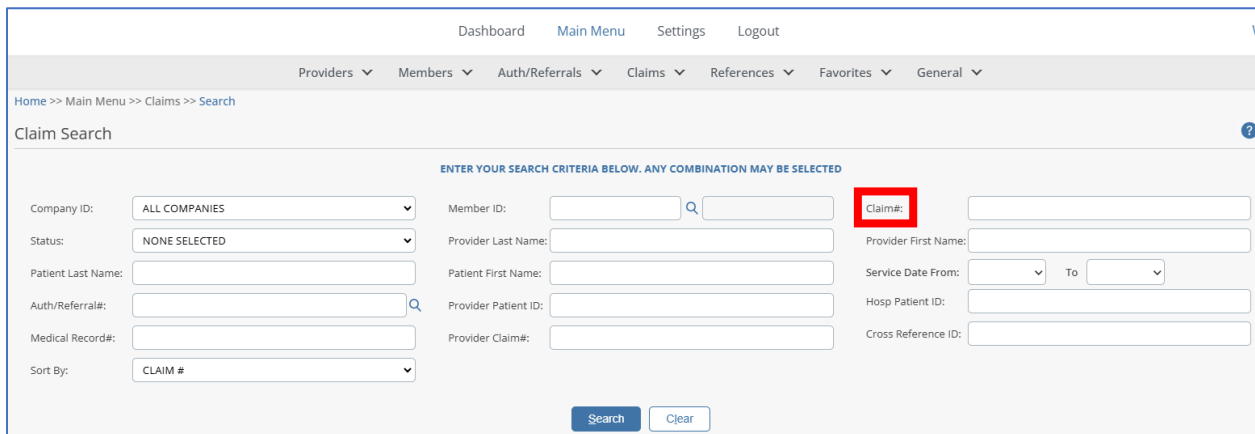 Dashboard Main Menu Settings Logout
Providers Members Auth/Referrals Claims References Favorites General
Home >> Main Menu >> Claims >> Search
Claim Search ?
ENTER YOUR SEARCH CRITERIA BELOW. ANY COMBINATION MAY BE SELECTED
Company ID: ALL COMPANIES Member ID: Claim#:
Status: NONE SELECTED Provider Last Name: Provider First Name:
Patient Last Name: Patient First Name: Service Date From: To
Auth/Referral#: Provider Patient ID: Hosp Patient ID:
Medical Record#: Provider Claim#: Cross Reference ID:
Sort By: CLAIM #
Search Clear